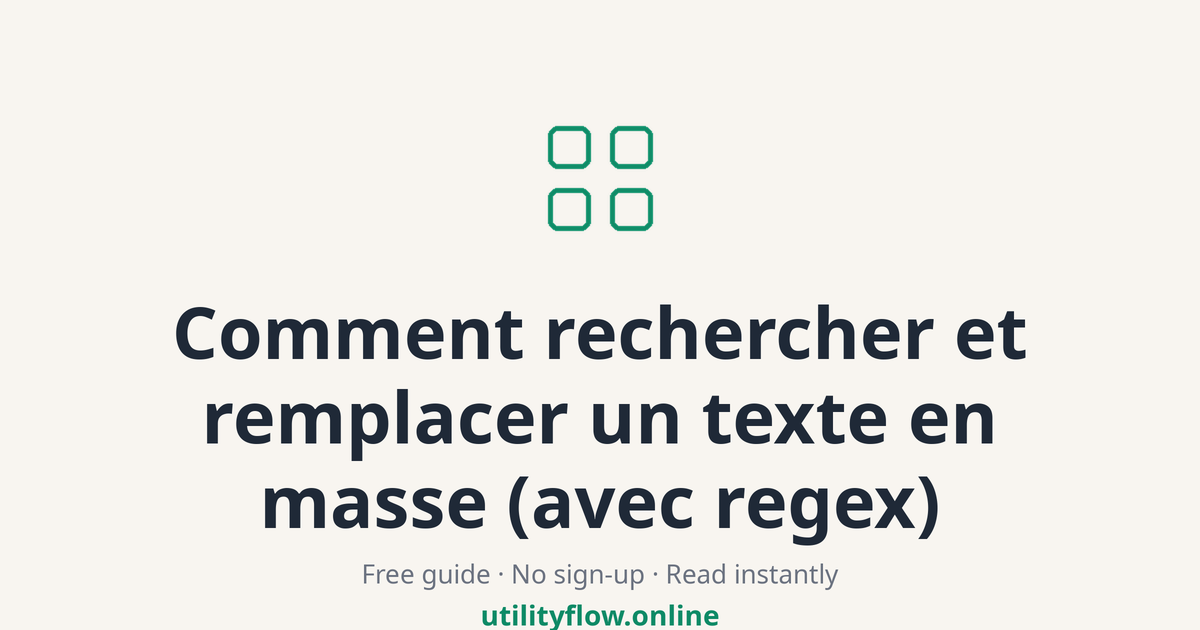 Comment rechercher et
remplacer un texte en
masse (avec regex)
Free guide · No sign-up · Read instantly
utilityflow.online